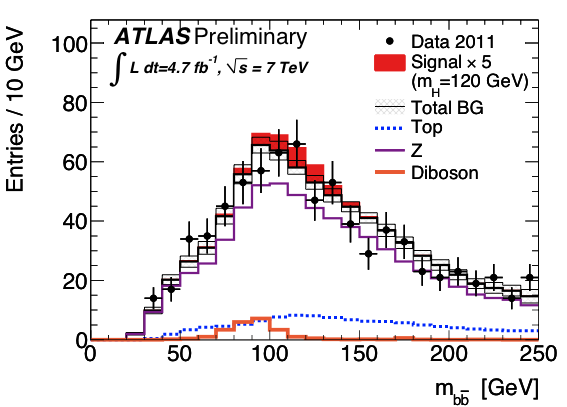 ATLAS Preliminary
∫ L dt=4.7 fb⁻¹, √s = 7 TeV
Data 2011
Signal × 5
(m_H=120 GeV)
Total BG
Top
Z
Diboson
Entries / 10 GeV
100
80
60
40
20
0
0 50 100 150 200 250
m_bb̅ [GeV]